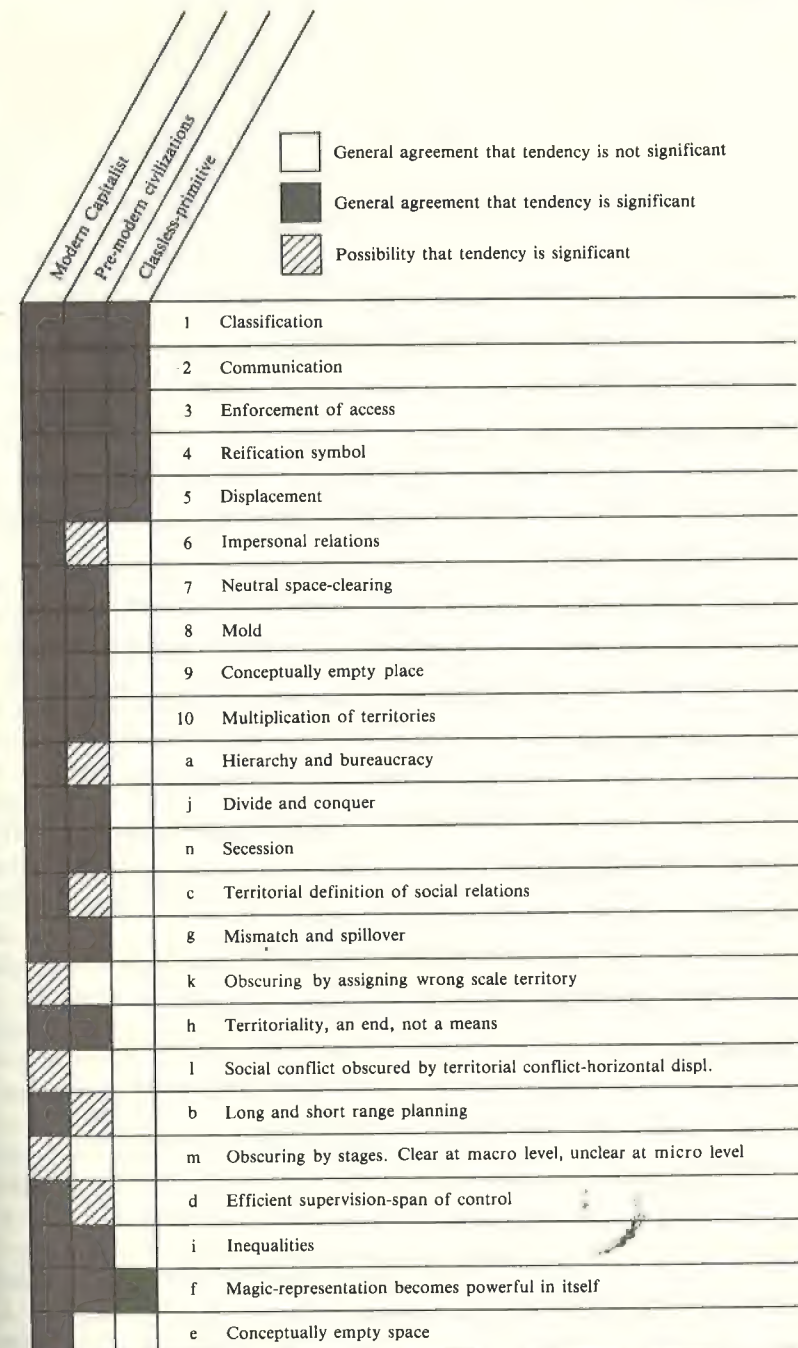 Modern Capitalist
Pre-modern civilizations
Classless-primitive
General agreement that tendency is not significant
General agreement that tendency is significant
Possibility that tendency is significant
1 Classification
2 Communication
3 Enforcement of access
4 Reification symbol
5 Displacement
6 Impersonal relations
7 Neutral space-clearing
8 Mold
9 Conceptually empty place
10 Multiplication of territories
a Hierarchy and bureaucracy
j Divide and conquer
n Secession
c Territorial definition of social relations
g Mismatch and spillover
k Obscuring by assigning wrong scale territory
h Territoriality, an end, not a means
l Social conflict obscured by territorial conflict-horizontal displ.
b Long and short range planning
m Obscuring by stages. Clear at macro level, unclear at micro level
d Efficient supervision-span of control
i Inequalities
f Magic-representation becomes powerful in itself
e Conceptually empty space